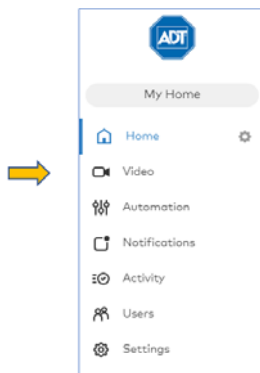 ADT
My Home
Home
Video
Automation
Notifications
Activity
Users
Settings